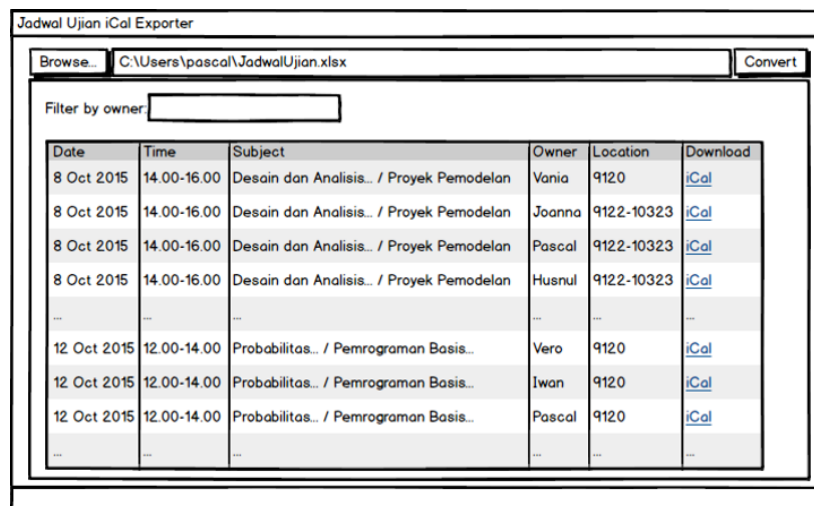 Jadwal Ujian iCal Exporter
Browse... C:\Users\pascal\JadwalUjian.xlsx Convert
Filter by owner:
Date Time Subject Owner Location Download
8 Oct 2015 14.00-16.00 Desain dan Analisis... / Proyek Pemodelan Vania 9120 iCal
8 Oct 2015 14.00-16.00 Desain dan Analisis... / Proyek Pemodelan Joanna 9122-10323 iCal
8 Oct 2015 14.00-16.00 Desain dan Analisis... / Proyek Pemodelan Pascal 9122-10323 iCal
8 Oct 2015 14.00-16.00 Desain dan Analisis... / Proyek Pemodelan Husnul 9122-10323 iCal
... ... ... ... ... ...
12 Oct 2015 12.00-14.00 Probabilitas... / Pemrograman Basis... Vero 9120 iCal
12 Oct 2015 12.00-14.00 Probabilitas... / Pemrograman Basis... Iwan 9120 iCal
12 Oct 2015 12.00-14.00 Probabilitas... / Pemrograman Basis... Pascal 9120 iCal
... ... ... ... ... ...